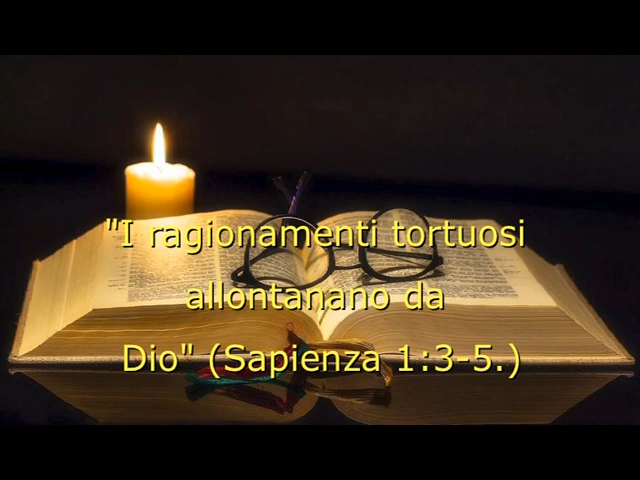 "I ragionamenti tortuosi
allontanano da
Dio" (Sapienza 1:3-5.)